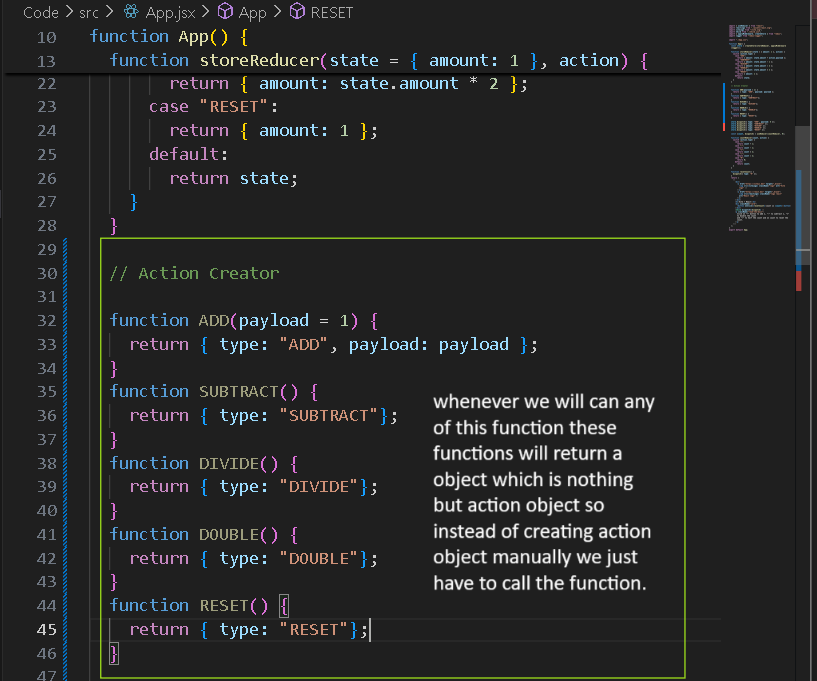 Code > src > App.jsx > App > RESET
10 function App() {
13 function storeReducer(state = { amount: 1 }, action) {
22 return { amount: state.amount * 2 };
23 case "RESET":
24 return { amount: 1 };
25 default:
26 return state;
27 }
28 }
29
30 // Action Creator
31
32 function ADD(payload = 1) {
33 return { type: "ADD", payload: payload };
34 }
35 function SUBTRACT() {
36 return { type: "SUBTRACT"};
37 }
38 function DIVIDE() {
39 return { type: "DIVIDE"};
40 }
41 function DOUBLE() {
42 return { type: "DOUBLE"};
43 }
44 function RESET() {
45 return { type: "RESET"};
46 }
47
whenever we will can any
of this function these
functions will return a
object which is nothing
but action object so
instead of creating action
object manually we just
have to call the function.